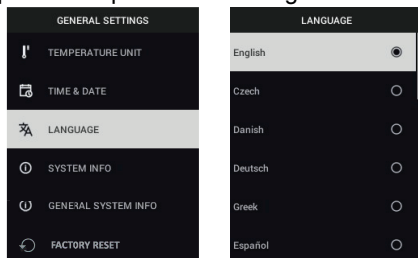 GENERAL SETTINGS
TEMPERATURE UNIT
TIME & DATE
LANGUAGE
SYSTEM INFO
GENERAL SYSTEM INFO
FACTORY RESET
LANGUAGE
English
Czech
Danish
Deutsch
Greek
Español